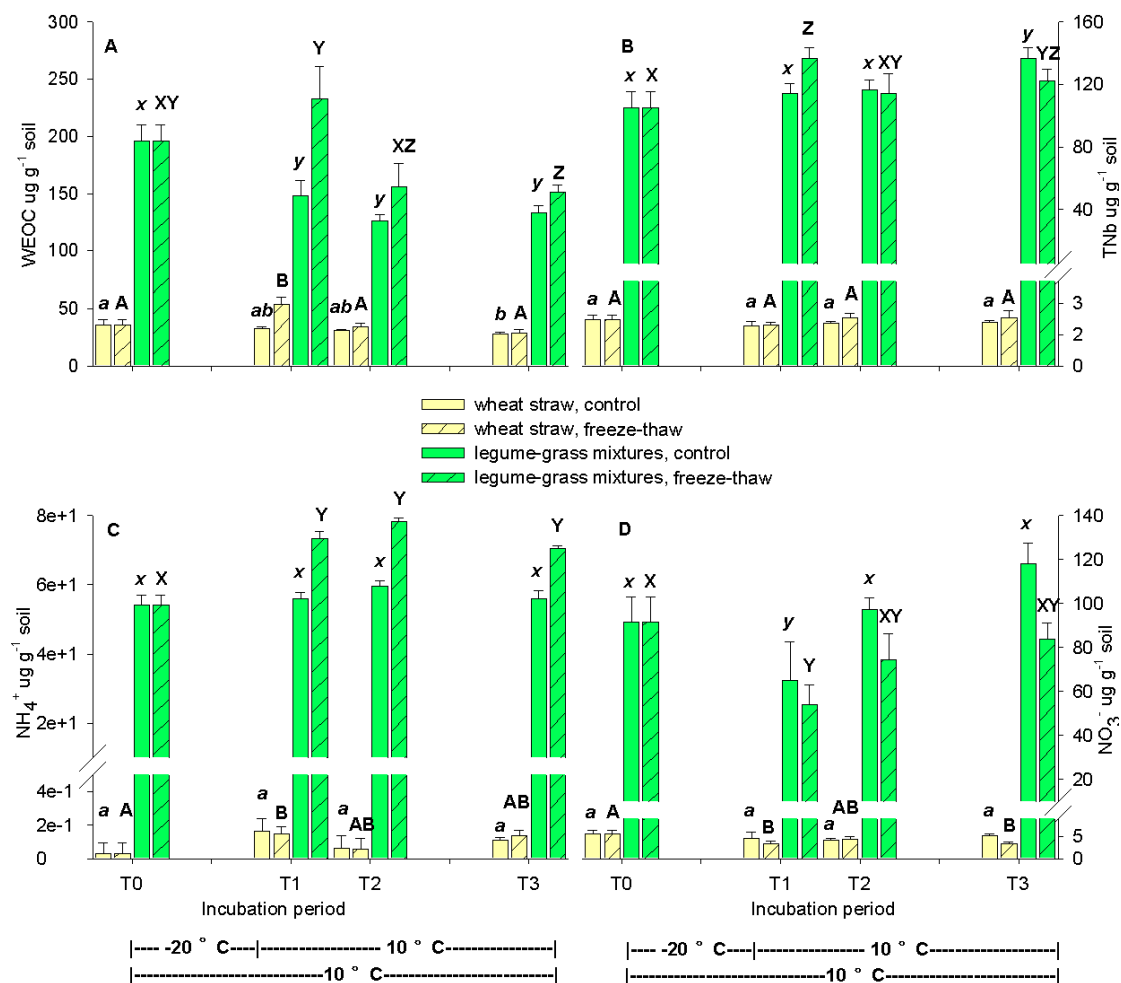 A
WEOC ug g-1 soil
300
250
200
150
100
50
0
a A x XY
ab B y Y
ab A y XZ
b A y Z
B
TNb ug g-1 soil
160
120
80
40
3
2
0
a A x X
a A x Z
a A x XY
a A y YZ
wheat straw, control
wheat straw, freeze-thaw
legume-grass mixtures, control
legume-grass mixtures, freeze-thaw
C
NH4+ ug g-1 soil
8e+1
6e+1
4e+1
2e+1
4e-1
2e-1
0
a A x X
a B x Y
a AB x Y
a AB x Y
T0 T1 T2 T3
Incubation period
D
NO3- ug g-1 soil
140
120
100
80
60
40
20
5
0
a A x X
a B y Y
a AB x XY
a B x XY
T0 T1 T2 T3
Incubation period
|---- -20 ° C----|----------------- 10 ° C--------------|
|-------------------------10 ° C------------------------|
|---- -20 ° C----|----------------- 10 ° C--------------|
|-------------------------10 ° C------------------------|